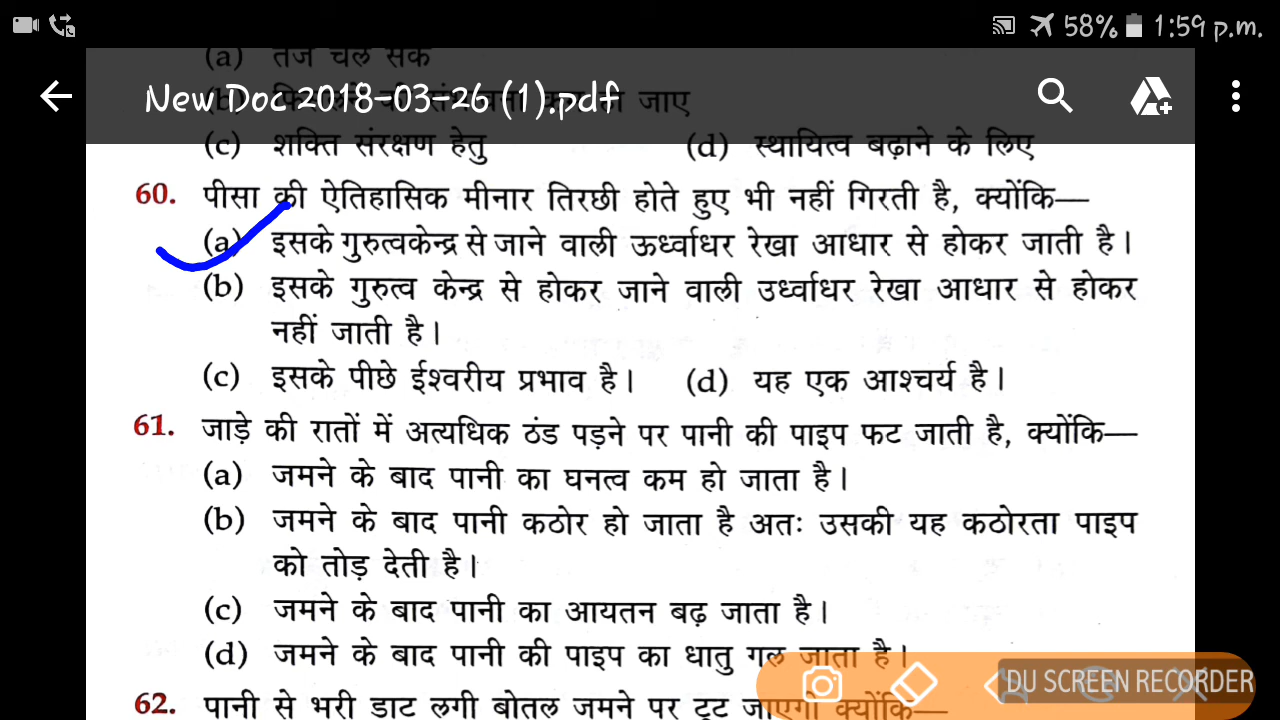 58% 1:59 p.m.
(a) तेज चल सकें
New Doc 2018-03-26 (1).pdf
(b) जाए
(c) शक्ति संरक्षण हेतु (d) स्थायित्व बढ़ाने के लिए
60. पीसा की ऐतिहासिक मीनार तिरछी होते हुए भी नहीं गिरती है, क्योंकि—
(a) इसके गुरुत्वकेन्द्र से जाने वाली ऊर्ध्वाधर रेखा आधार से होकर जाती है।
(b) इसके गुरुत्व केन्द्र से होकर जाने वाली उर्ध्वाधर रेखा आधार से होकर
नहीं जाती है।
(c) इसके पीछे ईश्वरीय प्रभाव है। (d) यह एक आश्चर्य है।
61. जाड़े की रातों में अत्यधिक ठंड पड़ने पर पानी की पाइप फट जाती है, क्योंकि—
(a) जमने के बाद पानी का घनत्व कम हो जाता है।
(b) जमने के बाद पानी कठोर हो जाता है अतः उसकी यह कठोरता पाइप
को तोड़ देती है।
(c) जमने के बाद पानी का आयतन बढ़ जाता है।
(d) जमने के बाद पानी की पाइप का धातु गल जाता है।
DU SCREEN RECORDER
62. पानी से भरी डाट लगी बोतल जमने पर टूट जाएगी क्योंकि—